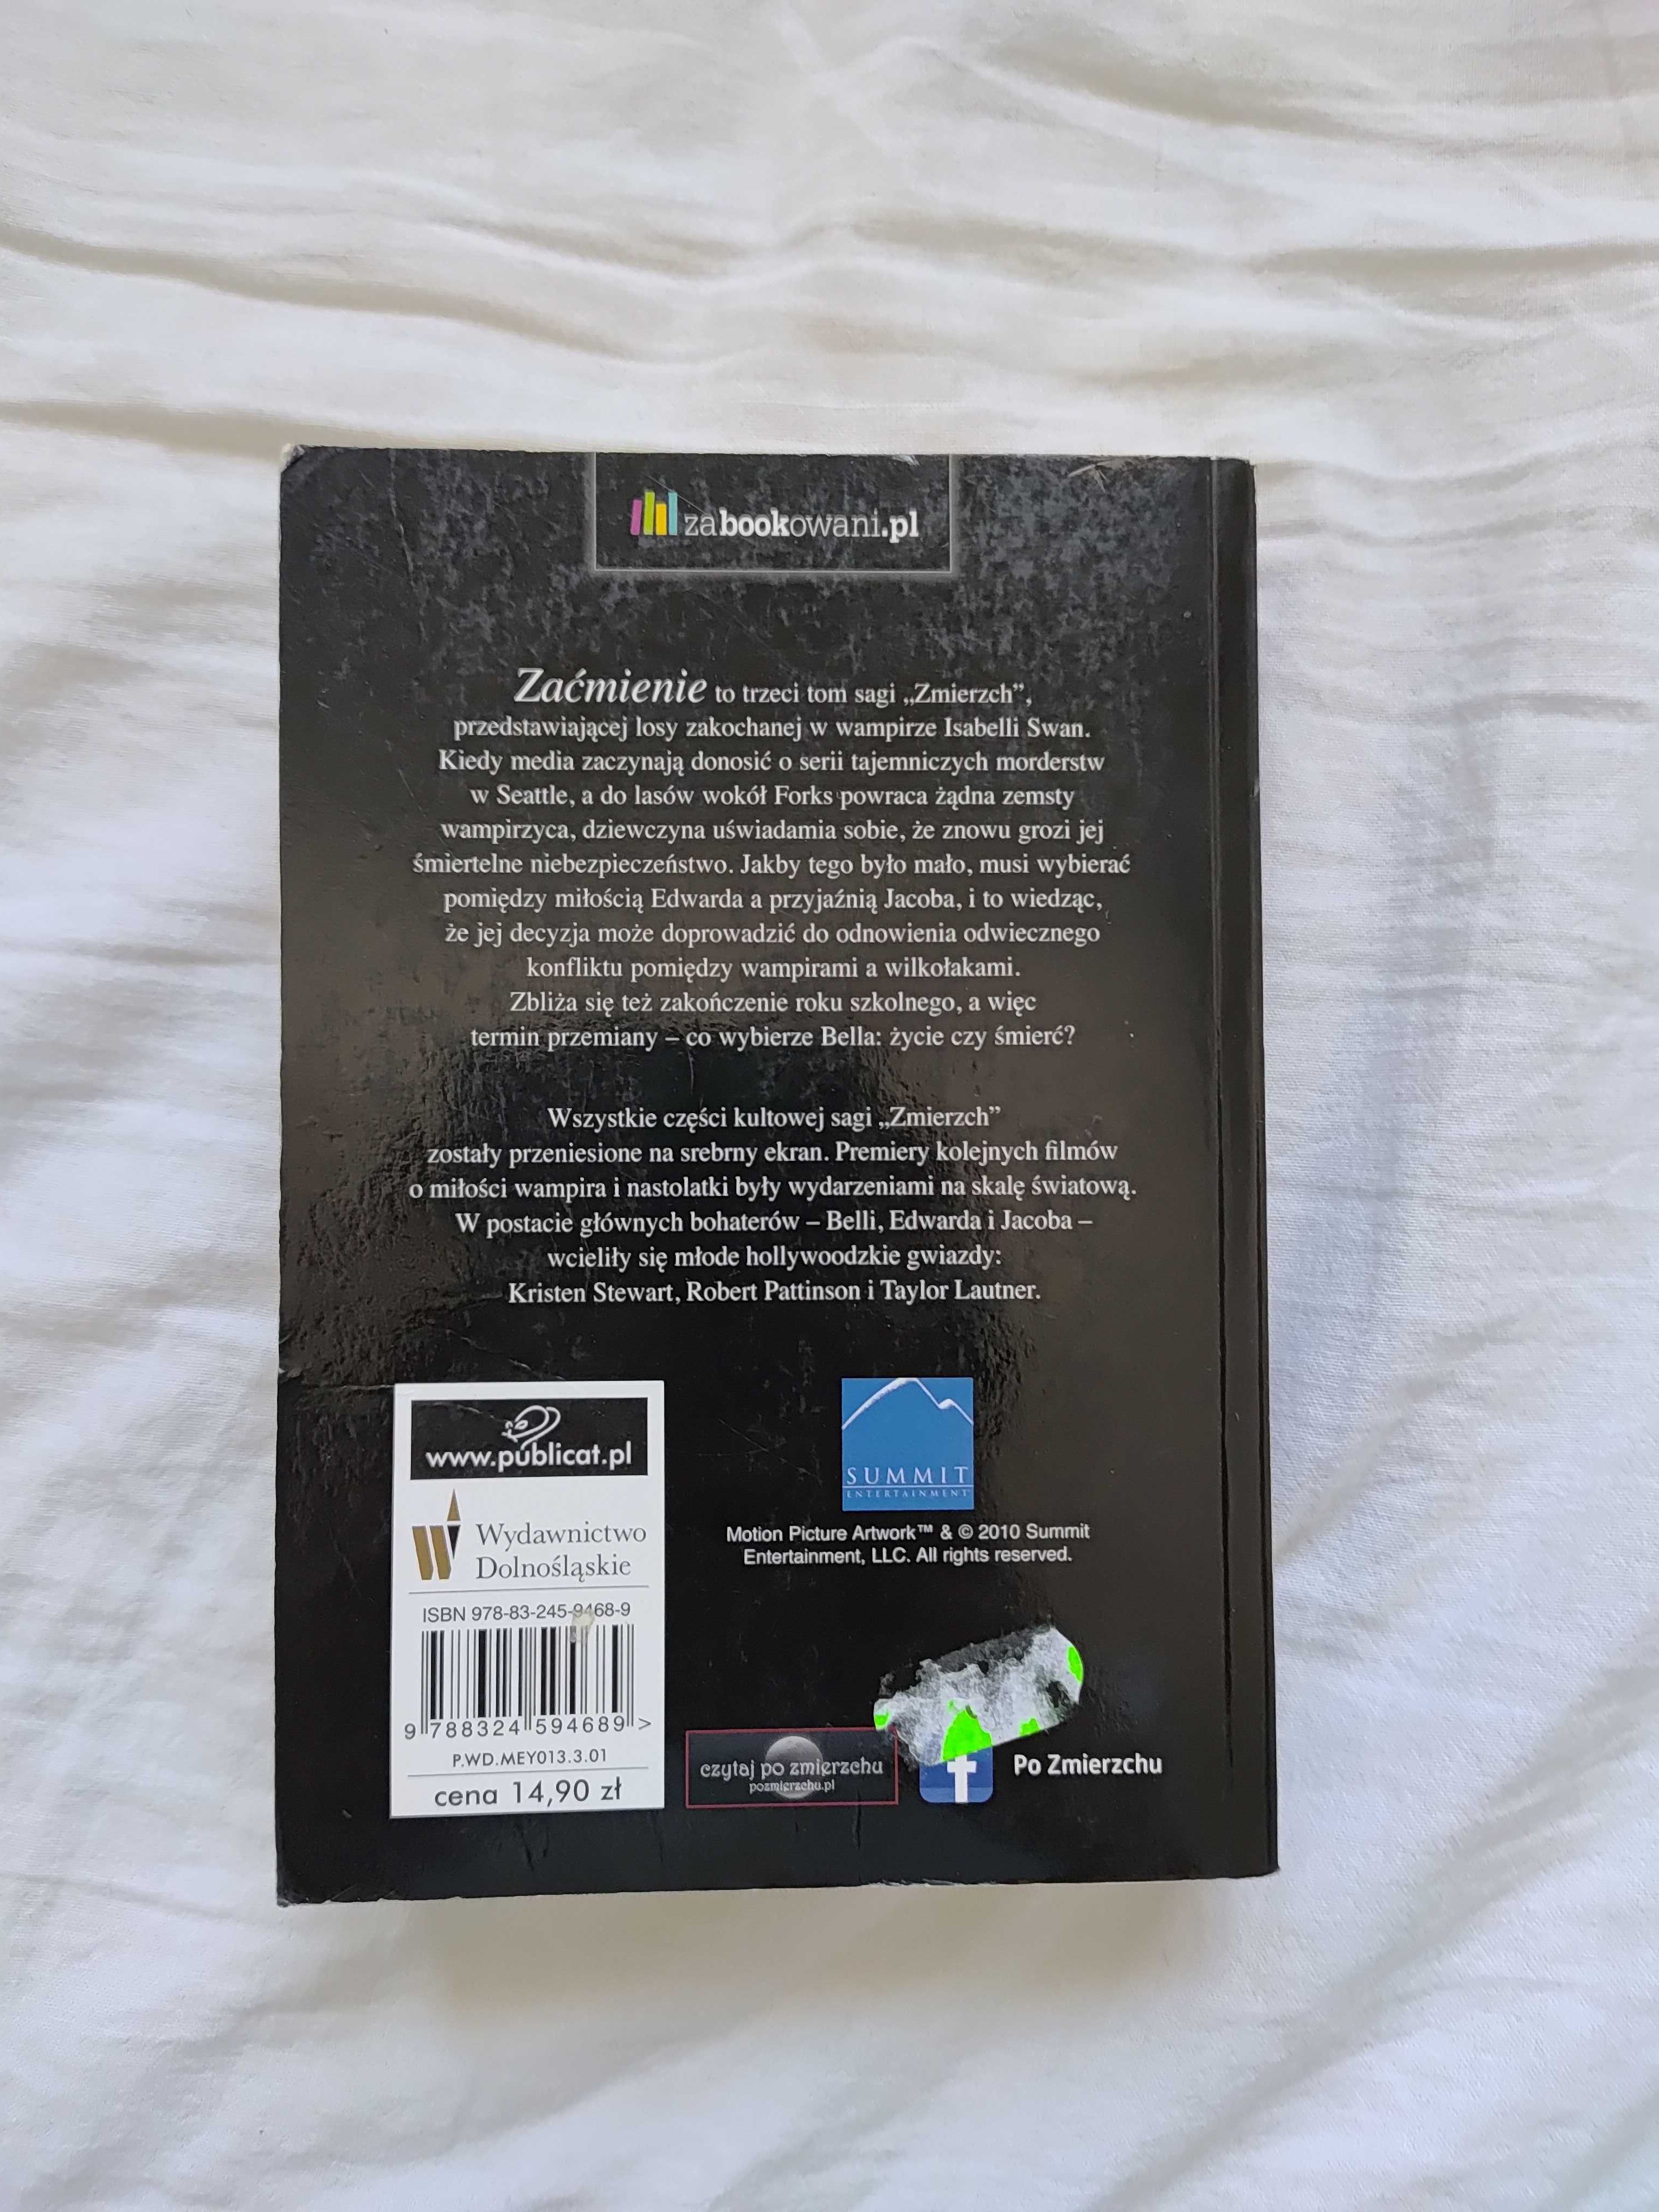 zabookowani.pl
Zaćmienie to trzeci tom sagi „Zmierzch”,
przedstawiającej losy zakochanej w wampirze Isabelli Swan.
Kiedy media zaczynają donosić o serii tajemniczych morderstw
w Seattle, a do lasów wokół Forks powraca żądna zemsty
wampirzyca, dziewczyna uświadamia sobie, że znowu grozi jej
śmiertelne niebezpieczeństwo. Jakby tego było mało, musi wybierać
pomiędzy miłością Edwarda a przyjaźnią Jacoba, i to wiedząc,
że jej decyzja może doprowadzić do odnowienia odwiecznego
konfliktu pomiędzy wampirami a wilkołakami.
Zbliża się też zakończenie roku szkolnego, a więc
termin przemiany – co wybierze Bella: życie czy śmierć?
Wszystkie części kultowej sagi „Zmierzch”
zostały przeniesione na srebrny ekran. Premiery kolejnych filmów
o miłości wampira i nastolatki były wydarzeniami na skalę światową.
W postacie głównych bohaterów – Belli, Edwarda i Jacoba –
wcieliły się młode hollywoodzkie gwiazdy:
Kristen Stewart, Robert Pattinson i Taylor Lautner.
www.publicat.pl
Wydawnictwo
Dolnośląskie
ISBN 978-83-245-9468-9
9 788324 594689 >
P.WD.MEY013.3.01
cena 14,90 zł
SUMMIT
ENTERTAINMENT
Motion Picture Artwork™ & © 2010 Summit
Entertainment, LLC. All rights reserved.
czytaj po zmierzchu
pozmierzchu.pl
f
Po Zmierzchu